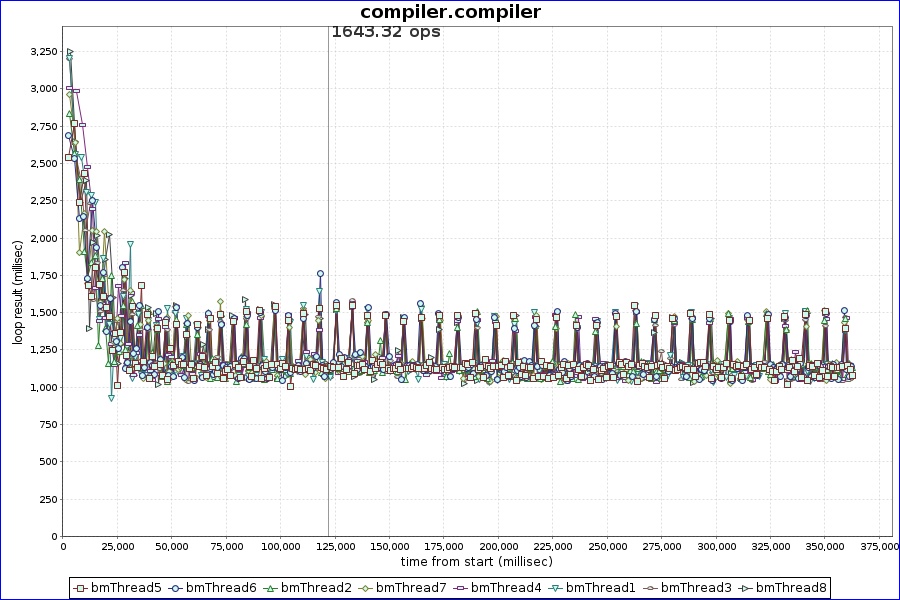 compiler.compiler
1643.32 ops
3,250
3,000
2,750
2,500
2,250
2,000
1,750
1,500
1,250
1,000
750
500
250
0
loop result (millisec)
0 25,000 50,000 75,000 100,000 125,000 150,000 175,000 200,000 225,000 250,000 275,000 300,000 325,000 350,000 375,000
time from start (millisec)
bmThread5 bmThread6 bmThread2 bmThread7 bmThread4 bmThread1 bmThread3 bmThread8